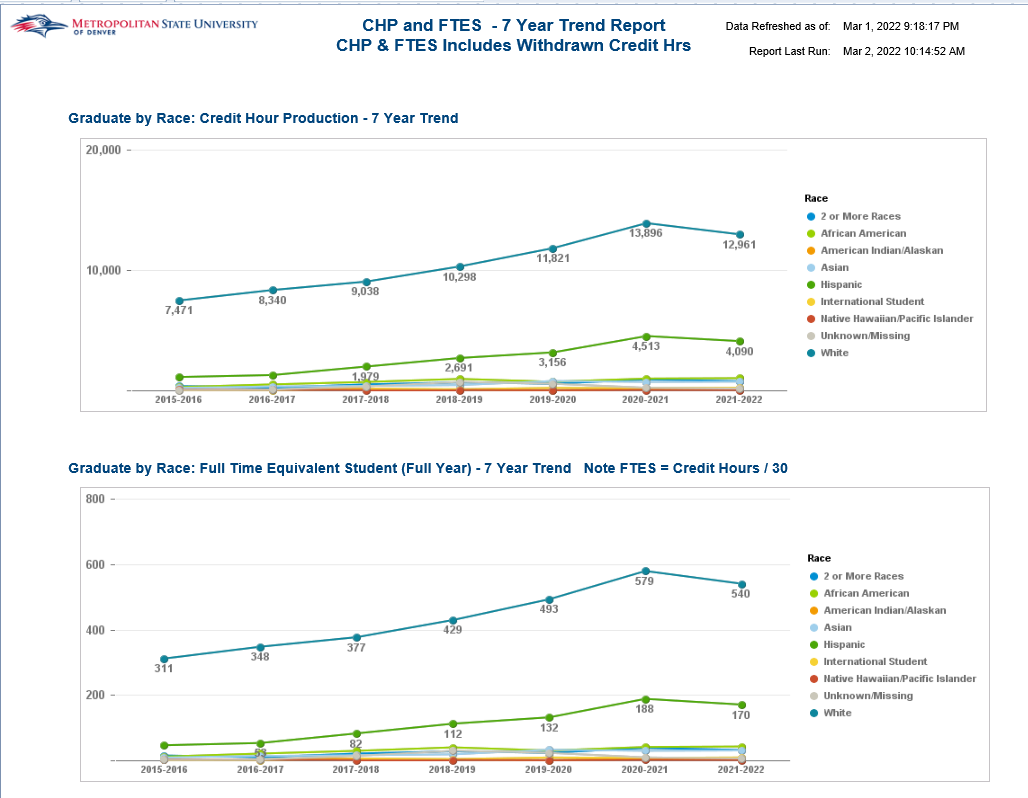 METROPOLITAN STATE UNIVERSITY
OF DENVER
CHP and FTES - 7 Year Trend Report
CHP & FTES Includes Withdrawn Credit Hrs
Data Refreshed as of: Mar 1, 2022 9:18:17 PM
Report Last Run: Mar 2, 2022 10:14:52 AM
Graduate by Race: Credit Hour Production - 7 Year Trend
20,000
10,000
7,471
8,340
9,038
10,298
11,821
13,896
12,961
1,979
2,691
3,156
4,513
4,090
2015-2016
2016-2017
2017-2018
2018-2019
2019-2020
2020-2021
2021-2022
Race
2 or More Races
African American
American Indian/Alaskan
Asian
Hispanic
International Student
Native Hawaiian/Pacific Islander
Unknown/Missing
White
Graduate by Race: Full Time Equivalent Student (Full Year) - 7 Year Trend Note FTES = Credit Hours / 30
800
600
400
200
311
348
377
429
493
579
540
53
82
112
132
188
170
2015-2016
2016-2017
2017-2018
2018-2019
2019-2020
2020-2021
2021-2022
Race
2 or More Races
African American
American Indian/Alaskan
Asian
Hispanic
International Student
Native Hawaiian/Pacific Islander
Unknown/Missing
White